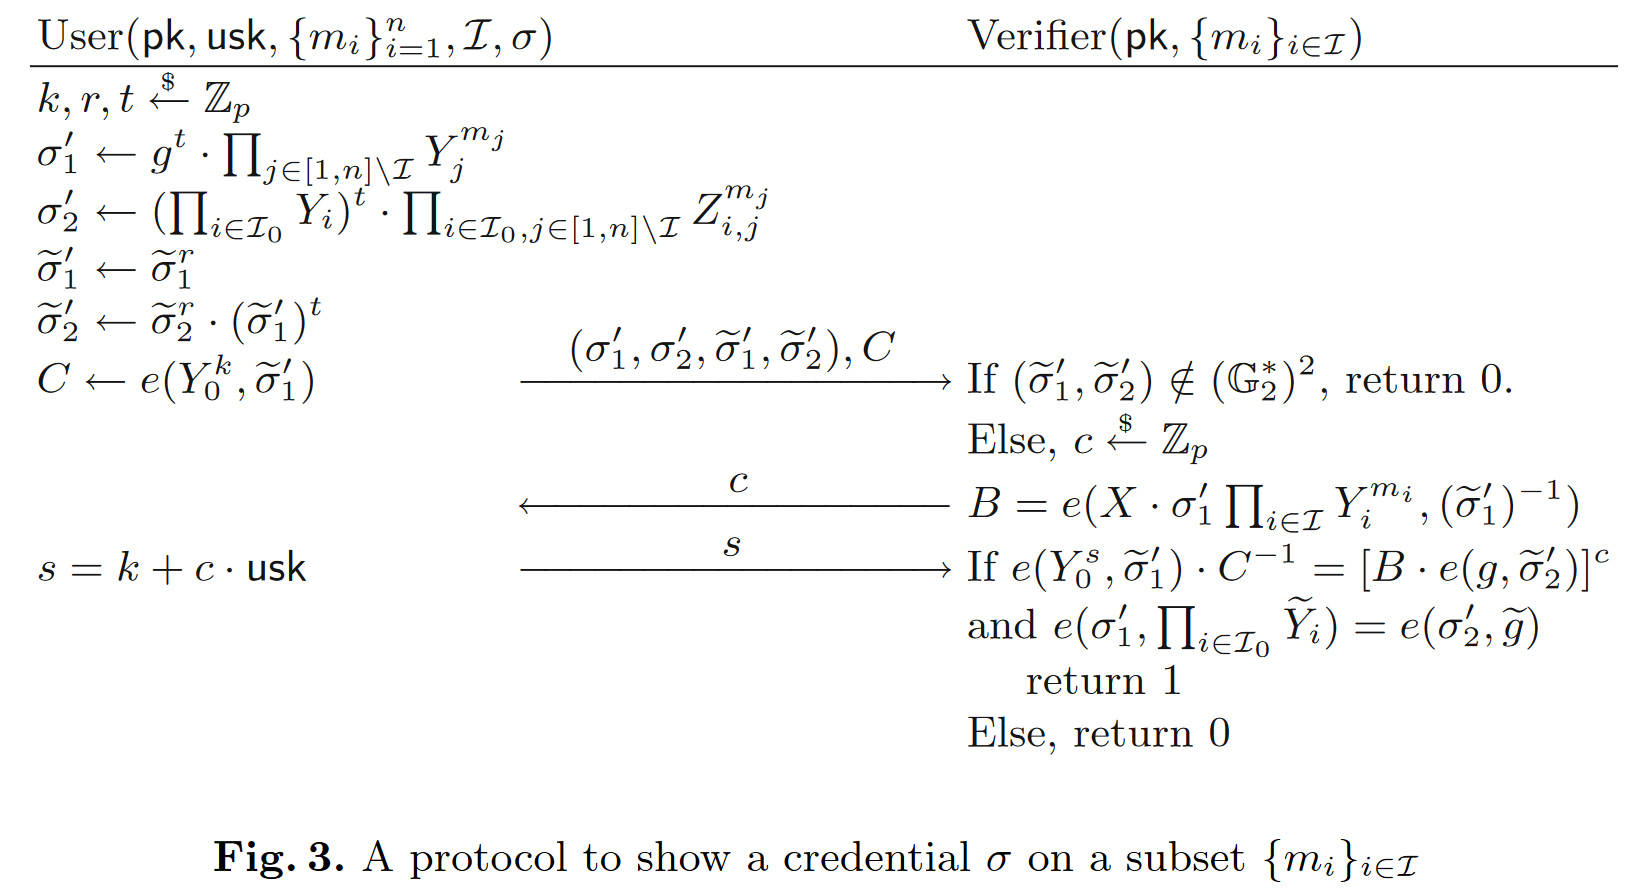 User(pk, usk, {m_i}_{i=1}^n, I, σ) Verifier(pk, {m_i}_{i∈I})
k, r, t ←$ ℤ_p
σ′_1 ← g^t · ∏_{j∈[1,n]\I} Y_j^{m_j}
σ′_2 ← (∏_{i∈I_0} Y_i)^t · ∏_{i∈I_0, j∈[1,n]\I} Z_{i,j}^{m_j}
σ̃′_1 ← σ̃_1^r
σ̃′_2 ← σ̃_2^r · (σ̃′_1)^t
(σ′_1, σ′_2, σ̃′_1, σ̃′_2), C
C ← e(Y_0^k, σ̃′_1) ⟶ If (σ̃′_1, σ̃′_2) ∉ (𝔾_2^*)^2, return 0.
Else, c ←$ ℤ_p
c
⟵ B = e(X · σ′_1 ∏_{i∈I} Y_i^{m_i}, (σ̃′_1)^{−1})
s
s = k + c · usk ⟶ If e(Y_0^s, σ̃′_1) · C^{−1} = [B · e(g, σ̃′_2)]^c
and e(σ′_1, ∏_{i∈I_0} Ỹ_i) = e(σ′_2, g̃)
return 1
Else, return 0
Fig. 3. A protocol to show a credential σ on a subset {m_i}_{i∈I}